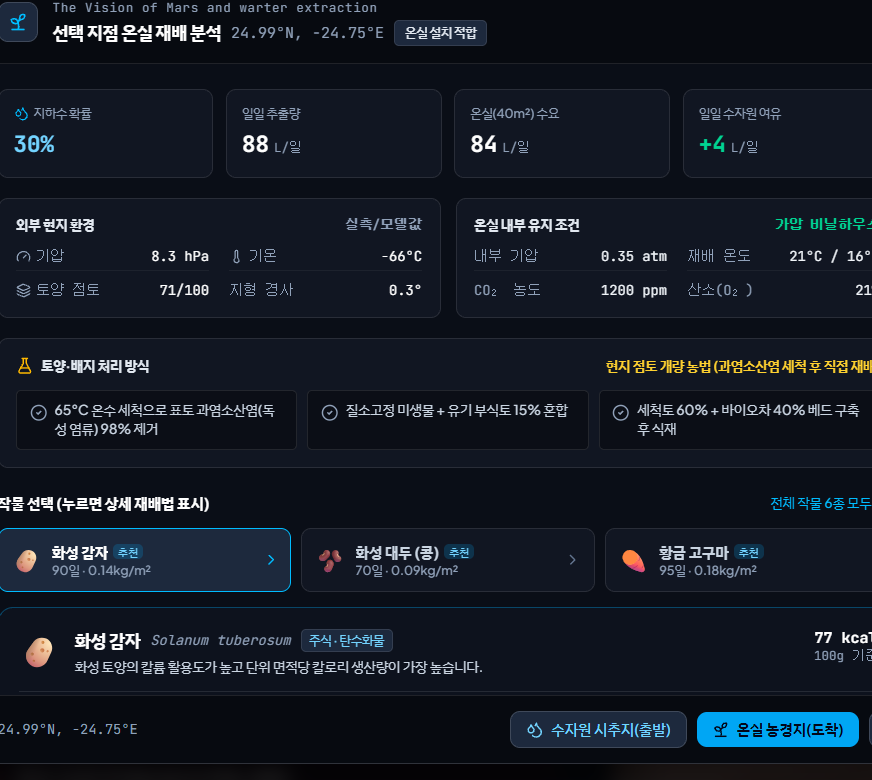 The Vision of Mars and warter extraction
선택 지점 온실 재배 분석 24.99°N, -24.75°E 온실 설치 적합
지하수 확률 일일 추출량 온실(40m²) 수요 일일 수자원 여유
30% 88 L/일 84 L/일 +4 L/일
외부 현지 환경 실측/모델값
기압 8.3 hPa 기온 -66°C
토양 점토 71/100 지형 경사 0.3°
온실 내부 유지 조건 가압 비닐하우스
내부 기압 0.35 atm 재배 온도 21°C / 16°
CO₂ 농도 1200 ppm 산소(O₂ ) 21
토양·배지 처리 방식 현지 점토 개량 농법 (과염소산염 세척 후 직접 재배
65°C 온수 세척으로 표토 과염소산염(독
성 염류) 98% 제거
질소고정 미생물 + 유기 부식토 15% 혼합
세척토 60% + 바이오차 40% 베드 구축
후 식재
작물 선택 (누르면 상세 재배법 표시) 전체 작물 6종 모두
화성 감자 추천
90일 · 0.14kg/m²
화성 대두 (콩) 추천
70일 · 0.09kg/m²
황금 고구마 추천
95일 · 0.18kg/m²
화성 감자 Solanum tuberosum 주식 · 탄수화물 77 kcal
화성 토양의 칼륨 활용도가 높고 단위 면적당 칼로리 생산량이 가장 높습니다. 100g 기준
24.99°N, -24.75°E 수자원 시추지(출발) 온실 농경지(도착)